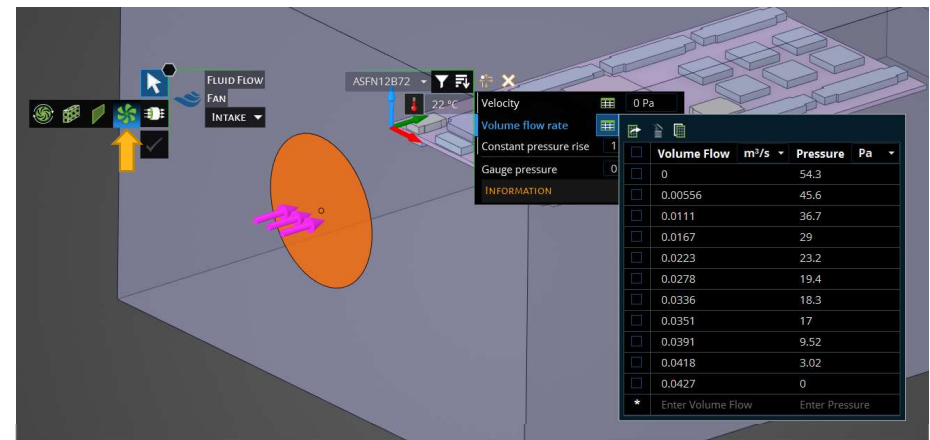 FLUID FLOW
FAN
INTAKE
ASFN12B72
22 °C
Velocity
0 Pa
Volume flow rate
Constant pressure rise 1
Gauge pressure 0
INFORMATION
Volume Flow m³/s Pressure Pa
0 54.3
0.00556 45.6
0.0111 36.7
0.0167 29
0.0223 23.2
0.0278 19.4
0.0336 18.3
0.0351 17
0.0391 9.52
0.0418 3.02
0.0427 0
* Enter Volume Flow Enter Pressure